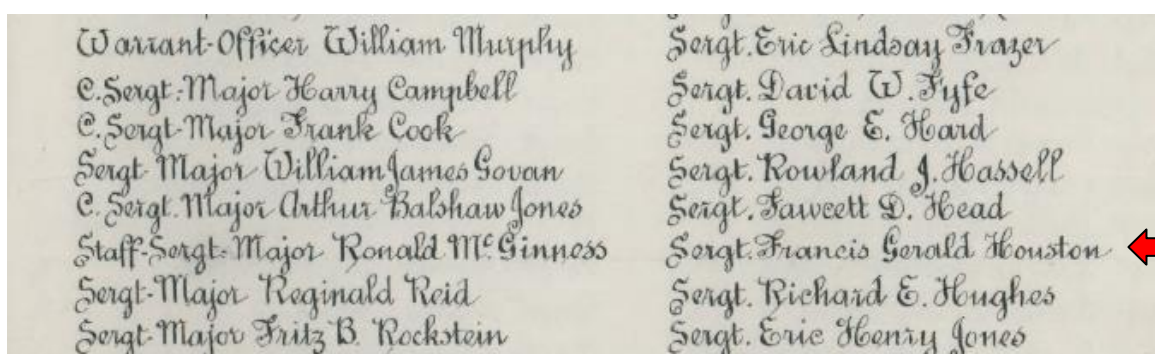 Warrant-Officer William Murphy
C. Sergt.-Major Harry Campbell
C. Sergt-Major Frank Cook
Sergt-Major William James Govan
C. Sergt. Major Arthur Balshaw Jones
Staff-Sergt-Major Ronald McGinness
Sergt-Major Reginald Reid
Sergt-Major Fritz B. Rockstein
Sergt. Eric Lindsay Frazer
Sergt. David W. Fyfe
Sergt. George E. Hard
Sergt. Rowland J. Hassell
Sergt. Fawcett D. Head
Sergt. Francis Gerald Houston
Sergt. Richard E. Hughes
Sergt. Eric Henry Jones